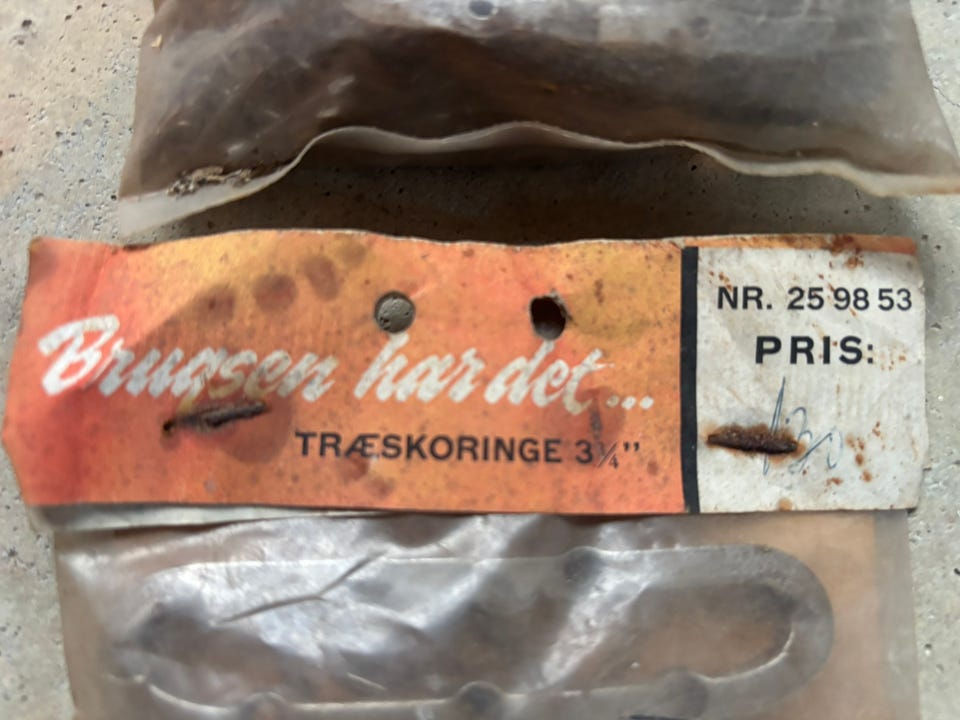 Brugsen har det...
TRÆSKORINGE 3¼”
NR. 25 98 53
PRIS: